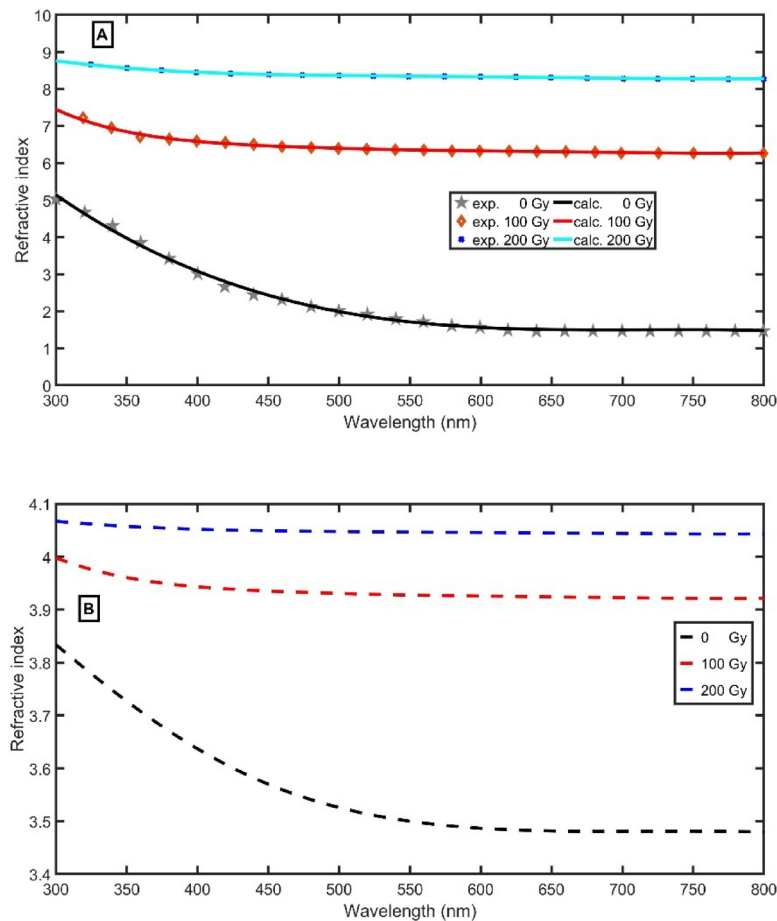 10
9
8
7
6
5
4
3
2
1
0
A
Refractive index
exp. 0 Gy calc. 0 Gy
exp. 100 Gy calc. 100 Gy
exp. 200 Gy calc. 200 Gy
300 350 400 450 500 550 600 650 700 750 800
Wavelength (nm)
4.1
4
3.9
3.8
3.7
3.6
3.5
3.4
B
Refractive index
0 Gy
100 Gy
200 Gy
300 350 400 450 500 550 600 650 700 750 800
Wavelength (nm)